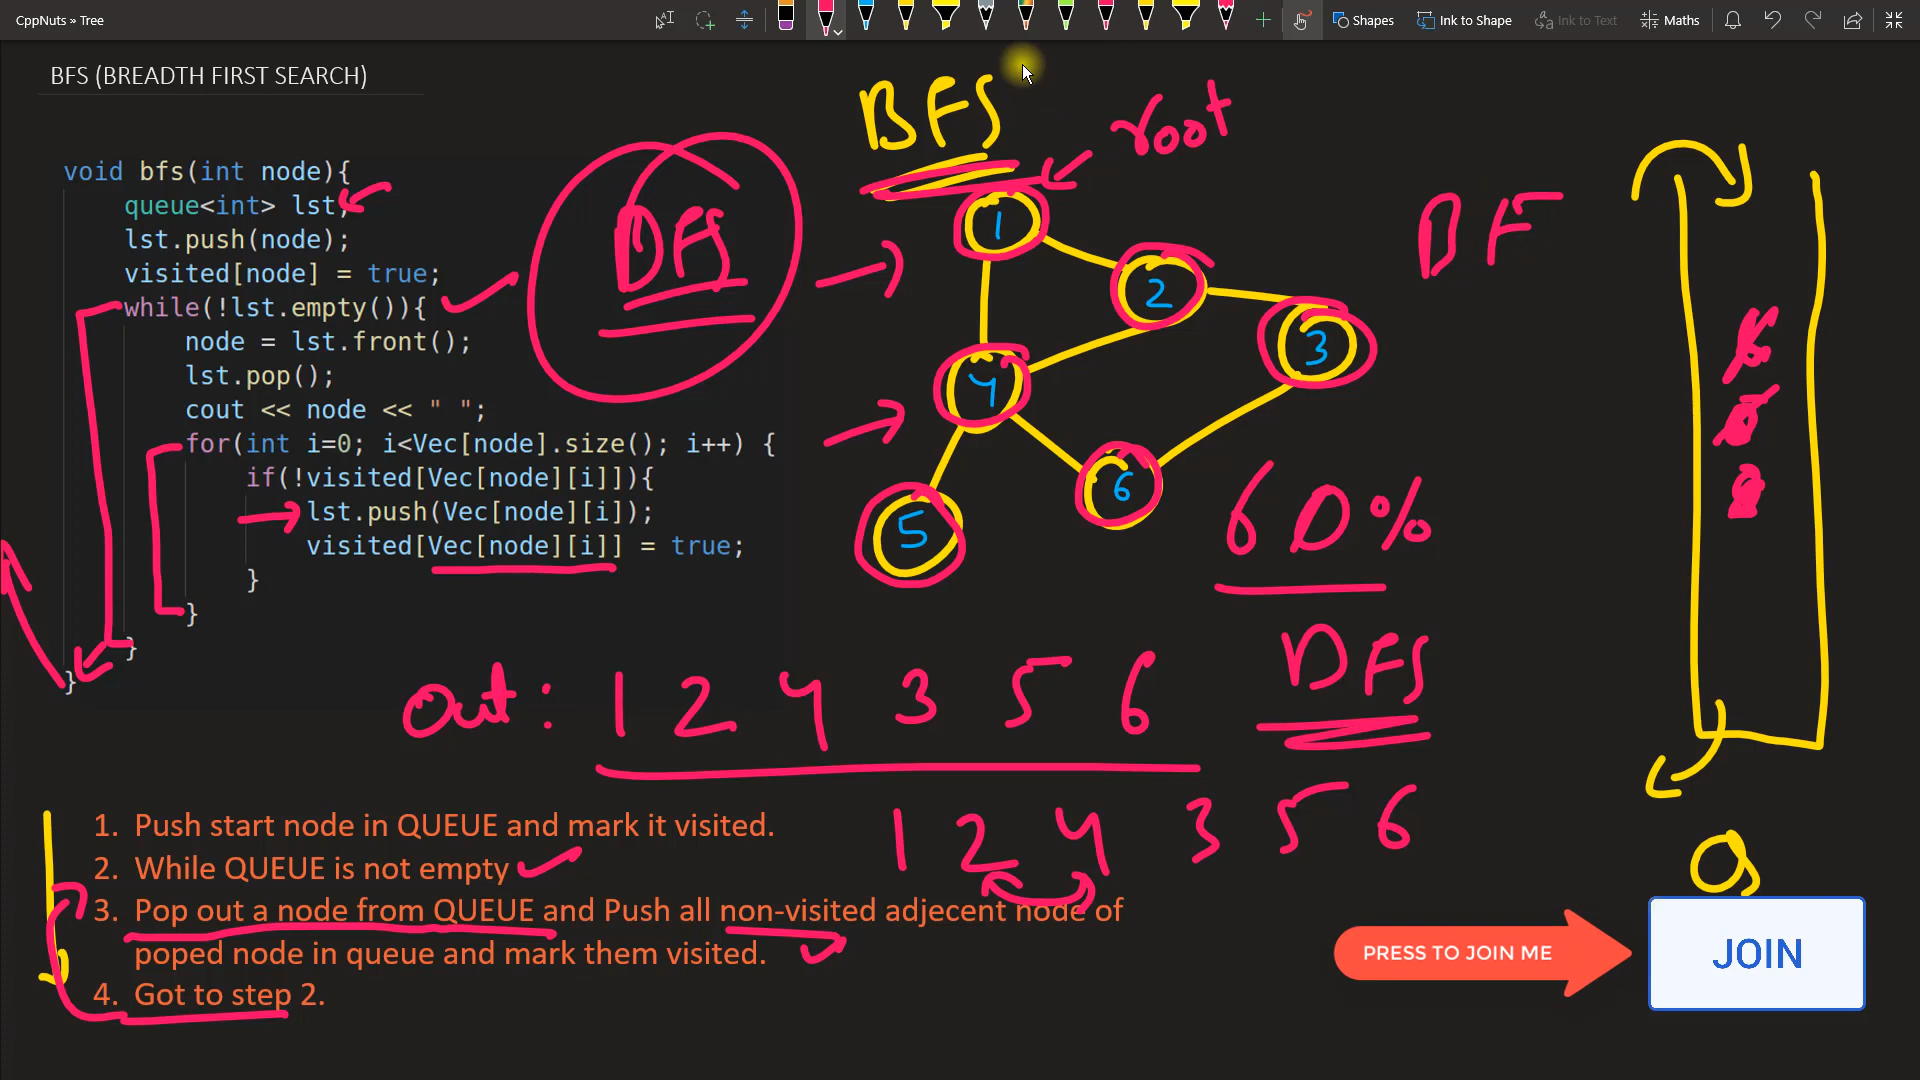 CppNuts » Tree
Shapes
Ink to Shape
Ink to Text
Maths
BFS (BREADTH FIRST SEARCH)
BFS
root
void bfs(int node){
queue<int> lst;
lst.push(node);
visited[node] = true;
while(!lst.empty()){
node = lst.front();
lst.pop();
cout << node << " ";
for(int i=0; i<Vec[node].size(); i++) {
if(!visited[Vec[node][i]]){
lst.push(Vec[node][i]);
visited[Vec[node][i]] = true;
}
}
}
}
DFS
1
2
3
4
5
6
BF
60%
DFS
out: 1 2 4 3 5 6
1 2 4 3 5 6
1. Push start node in QUEUE and mark it visited.
2. While QUEUE is not empty
3. Pop out a node from QUEUE and Push all non-visited adjecent node of
poped node in queue and mark them visited.
4. Got to step 2.
PRESS TO JOIN ME
JOIN